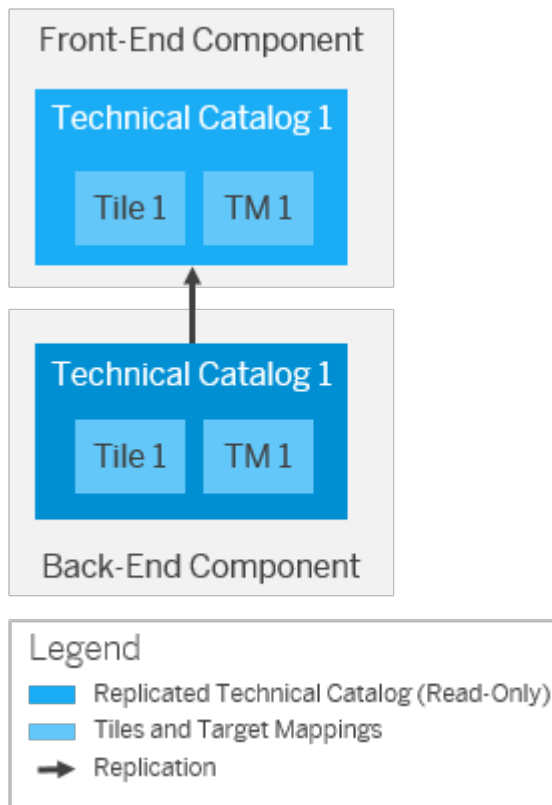 Front-End Component
Technical Catalog 1
Tile 1
TM 1
Technical Catalog 1
Tile 1
TM 1
Back-End Component
Legend
Replicated Technical Catalog (Read-Only)
Tiles and Target Mappings
Replication